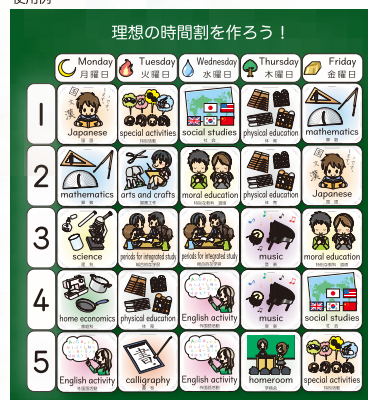 使用例
理想の時間割を作ろう！
Monday Tuesday Wednesday Thursday Friday
月曜日 火曜日 水曜日 木曜日 金曜日
1
Japanese special activities social studies physical education mathematics
2
mathematics arts and crafts moral education physical education Japanese
3
science periods for integrated study periods for integrated study music moral education
4
home economics physical education English activity music social studies
5
English activity calligraphy English activity homeroom special activities